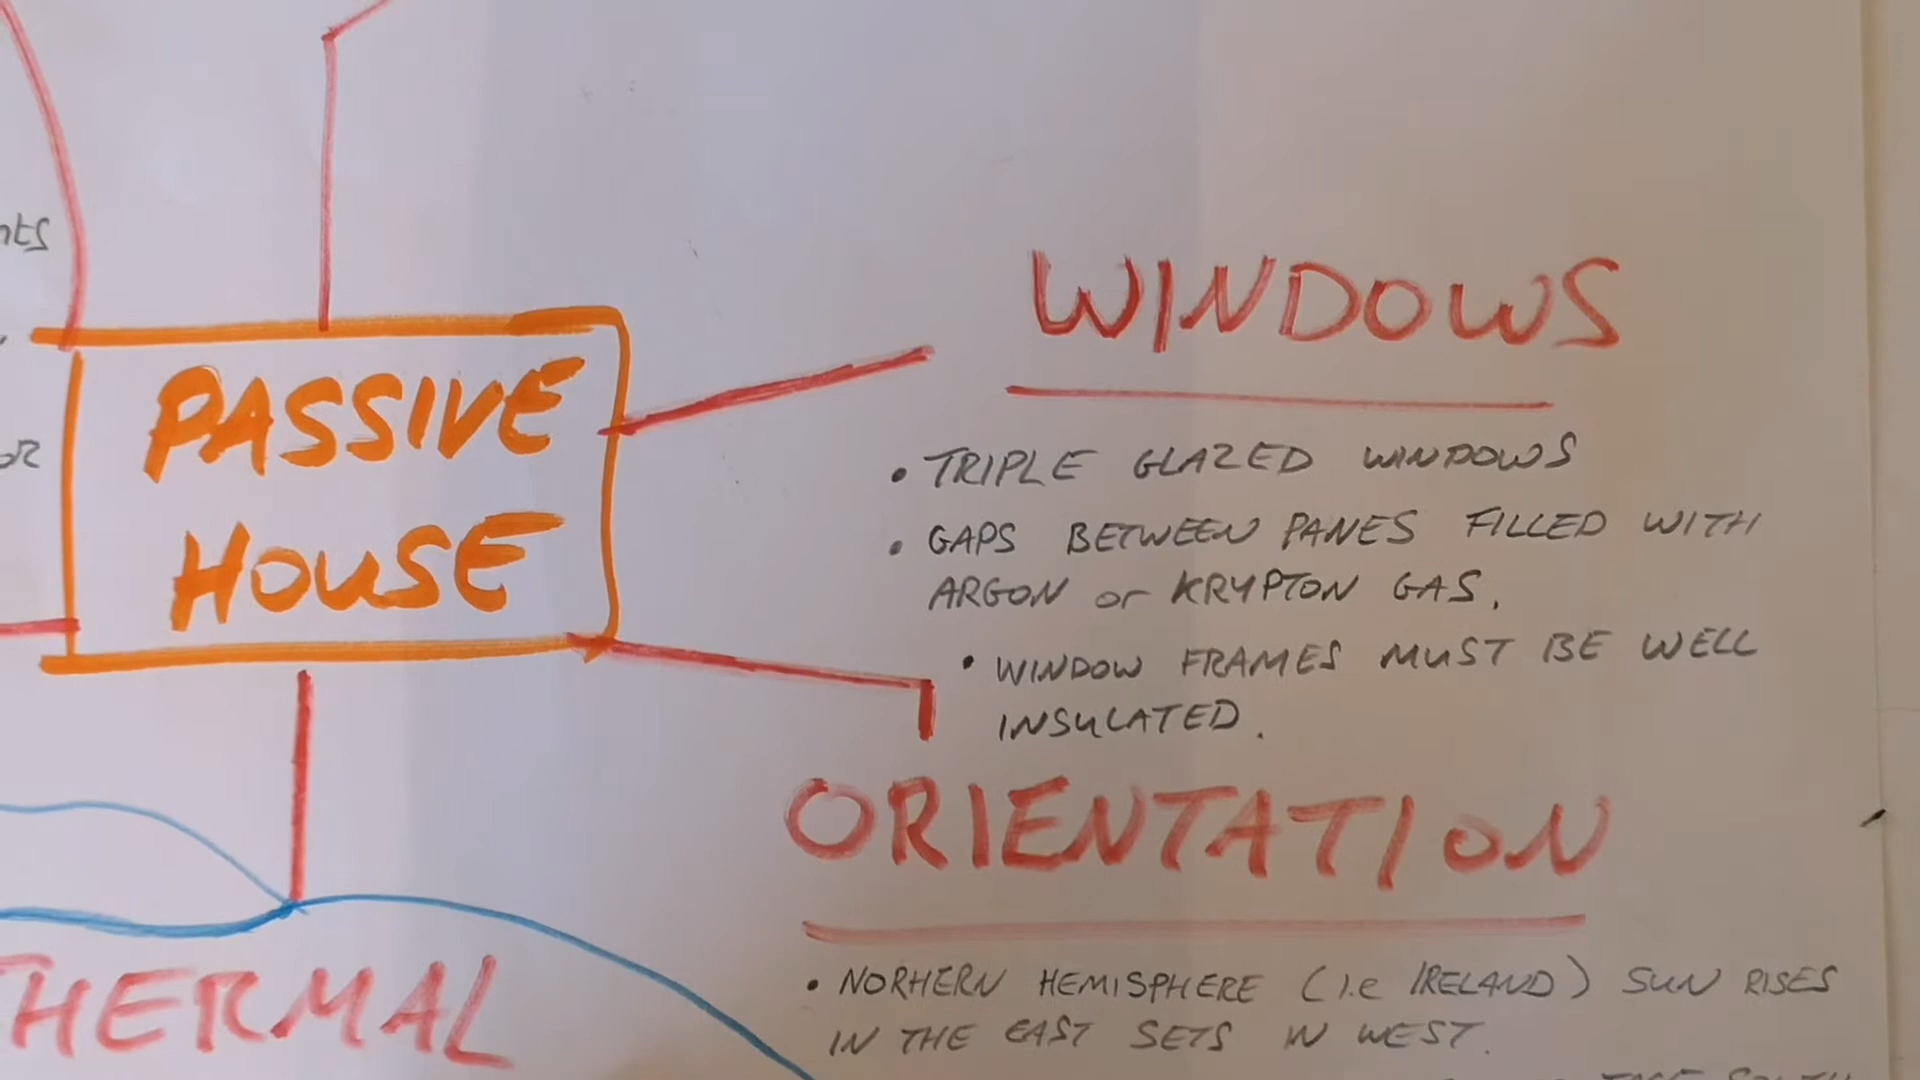 WINDOWS
PASSIVE
HOUSE
• TRIPLE GLAZED WINDOWS
• GAPS BETWEEN PANES FILLED WITH
ARGON or KRYPTON GAS.
• WINDOW FRAMES MUST BE WELL
INSULATED.
ORIENTATION
• NORHERN HEMISPHERE (i.e IRELAND) SUN RISES
IN THE EAST SETS IN WEST.
HERMAL